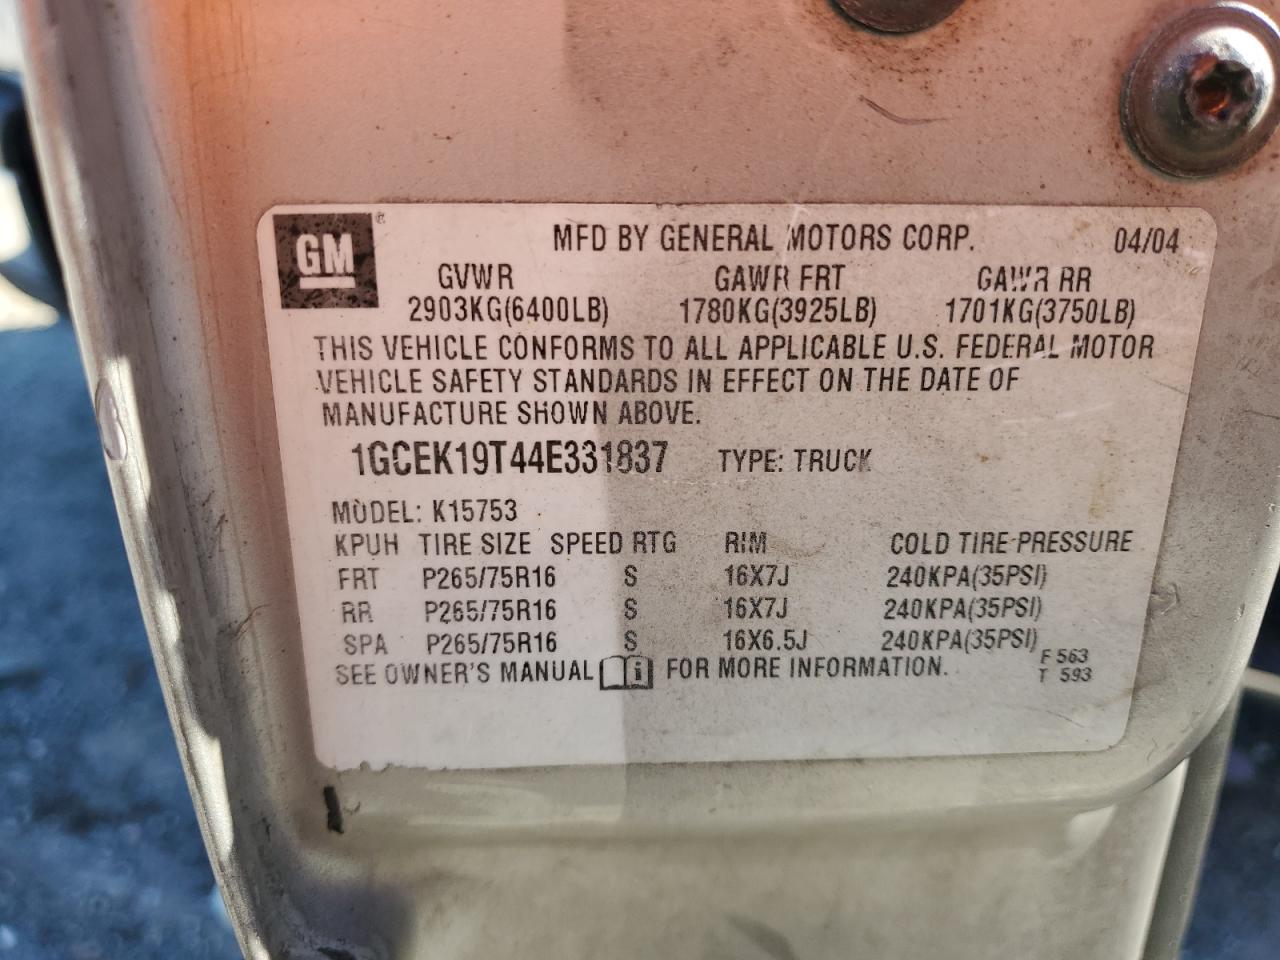 GM ®
MFD BY GENERAL MOTORS CORP. 04/04
GVWR GAWR FRT GAWR RR
2903KG(6400LB) 1780KG(3925LB) 1701KG(3750LB)
THIS VEHICLE CONFORMS TO ALL APPLICABLE U.S. FEDERAL MOTOR
VEHICLE SAFETY STANDARDS IN EFFECT ON THE DATE OF
MANUFACTURE SHOWN ABOVE.
1GCEK19T44E331837 TYPE: TRUCK
MODEL: K15753
KPUH TIRE SIZE SPEED RTG RIM COLD TIRE PRESSURE
FRT P265/75R16 S 16X7J 240KPA(35PSI)
RR P265/75R16 S 16X7J 240KPA(35PSI)
SPA P265/75R16 S 16X6.5J 240KPA(35PSI)
SEE OWNER'S MANUAL i FOR MORE INFORMATION.
F 563
T 593